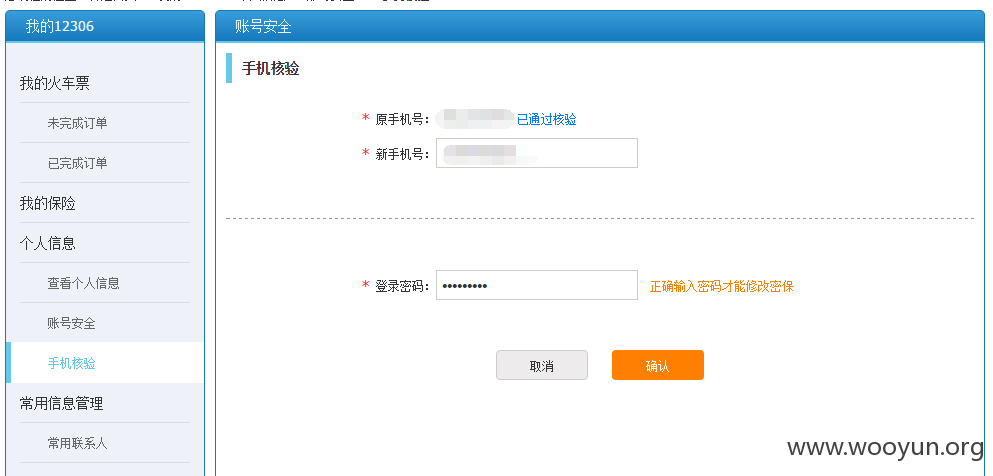 我的12306
账号安全
我的火车票
未完成订单
已完成订单
我的保险
个人信息
查看个人信息
账号安全
手机核验
常用信息管理
常用联系人
手机核验
* 原手机号： 已通过核验
* 新手机号：
* 登录密码： ••••••••• 正确输入密码才能修改密保
取消 确认
www.wooyun.org